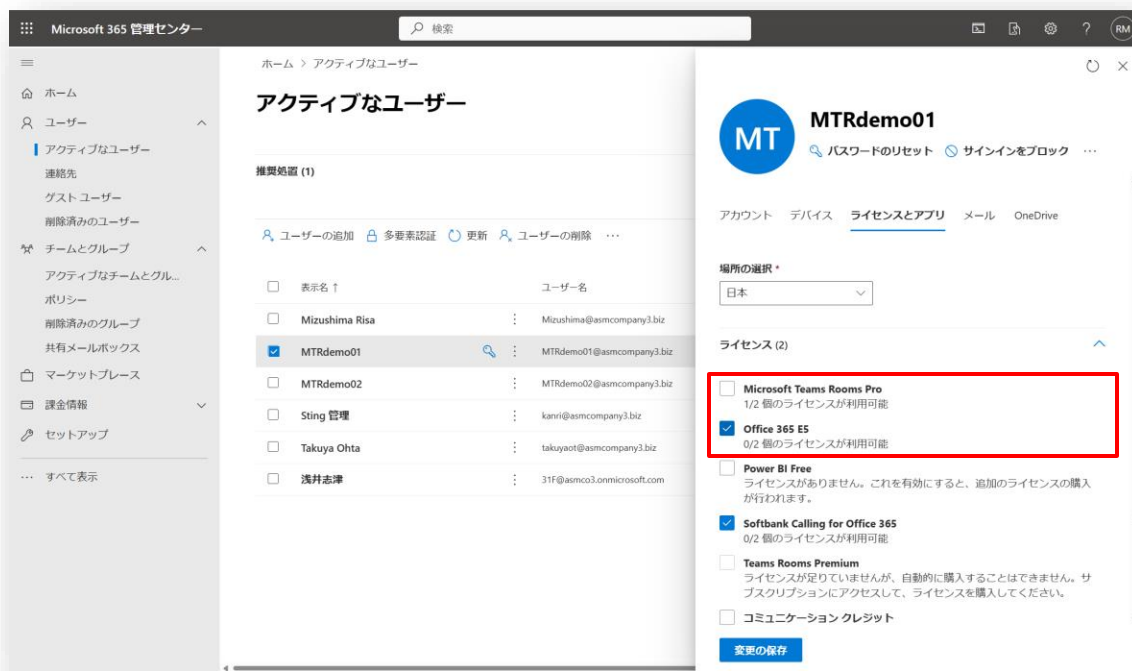 Microsoft 365 管理センター
検索
RM
ホーム
ユーザー
アクティブなユーザー
連絡先
ゲスト ユーザー
削除済みのユーザー
チームとグループ
アクティブなチームとグル...
ポリシー
削除済みのグループ
共有メールボックス
マーケットプレース
課金情報
セットアップ
… すべて表示
ホーム > アクティブなユーザー
アクティブなユーザー
推奨処置 (1)
ユーザーの追加 多要素認証 更新 ユーザーの削除 …
表示名 ↑ ユーザー名
Mizushima Risa Mizushima@asmcompany3.biz
MTRdemo01 MTRdemo01@asmcompany3.biz
MTRdemo02 MTRdemo02@asmcompany3.biz
Sting 管理 kanri@asmcompany3.biz
Takuya Ohta takuyaot@asmcompany3.biz
浅井志津 31F@asmco3.onmicrosoft.com
MT
MTRdemo01
パスワードのリセット サインインをブロック …
アカウント デバイス ライセンスとアプリ メール OneDrive
場所の選択 *
日本
ライセンス (2)
Microsoft Teams Rooms Pro
1/2 個のライセンスが利用可能
Office 365 E5
0/2 個のライセンスが利用可能
Power BI Free
ライセンスがありません。これを有効にすると、追加のライセンスの購入
が行われます。
Softbank Calling for Office 365
0/2 個のライセンスが利用可能
Teams Rooms Premium
ライセンスが足りていませんが、自動的に購入することはできません。サ
ブスクリプションにアクセスして、ライセンスを購入してください。
コミュニケーション クレジット
変更の保存